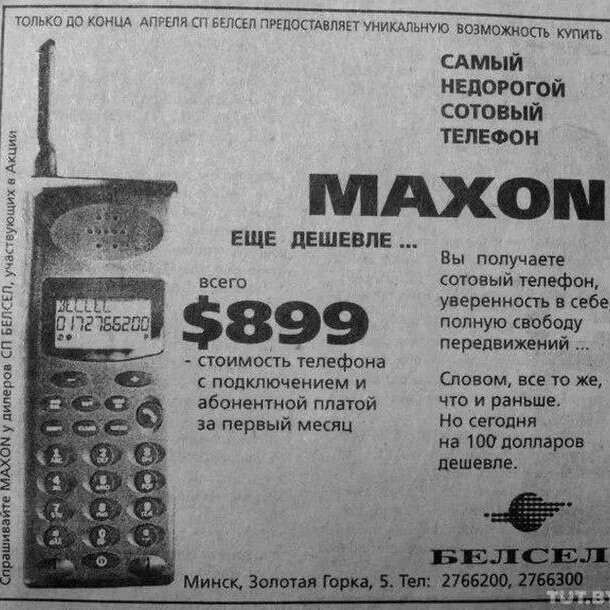 ТОЛЬКО ДО КОНЦА АПРЕЛЯ СП БЕЛСЕЛ ПРЕДОСТАВЛЯЕТ УНИКАЛЬНУЮ ВОЗМОЖНОСТЬ КУПИТЬ
САМЫЙ
НЕДОРОГОЙ
СОТОВЫЙ
ТЕЛЕФОН
MAXON
ЕЩЕ ДЕШЕВЛЕ ...
всего
$899
- стоимость телефона
с подключением и
абонентной платой
за первый месяц
Вы получаете
сотовый телефон,
уверенность в себе
полную свободу
передвижений ...
Словом, все то же,
что и раньше.
Но сегодня
на 100 долларов
дешевле.
БЕЛСЕЛ
Минск, Золотая Горка, 5. Тел: 2766200, 2766300
Спрашивайте MAXON у дилеров СП БЕЛСЕЛ, участвующих в Акции
BELCEL
0172766200
TUT.BY